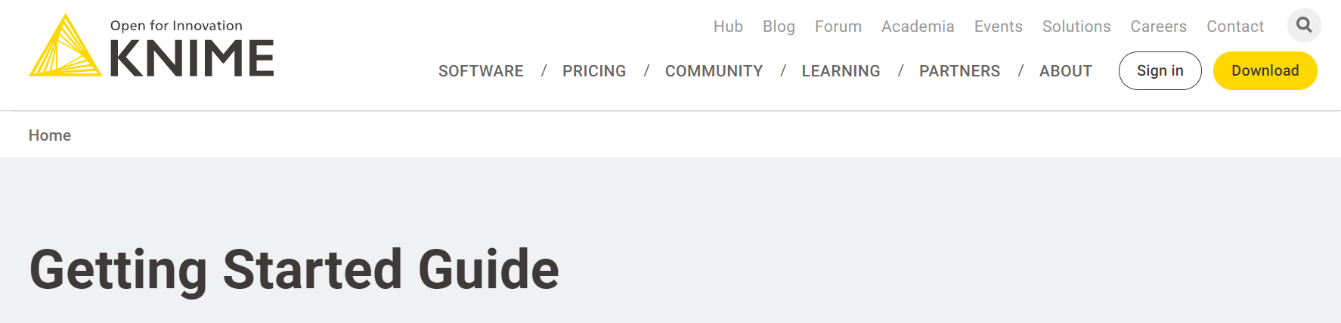 Open for Innovation
KNIME
Hub Blog Forum Academia Events Solutions Careers Contact
SOFTWARE / PRICING / COMMUNITY / LEARNING / PARTNERS / ABOUT Sign in Download
Home
Getting Started Guide